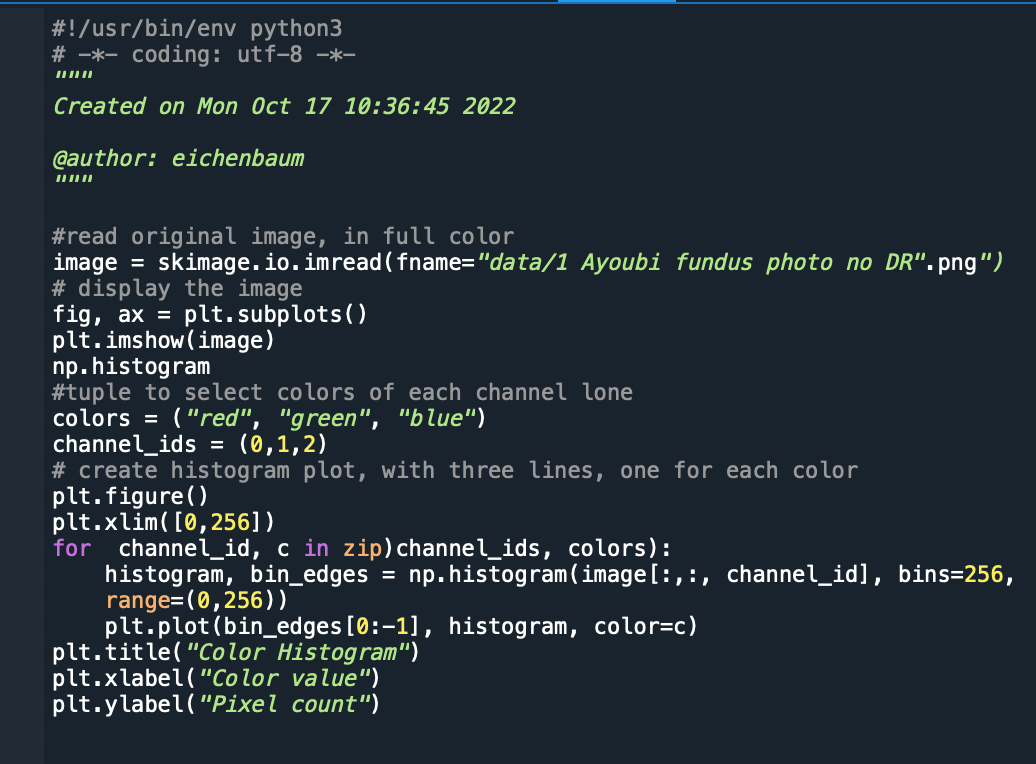 #!/usr/bin/env python3
# -*- coding: utf-8 -*-
"""
Created on Mon Oct 17 10:36:45 2022

@author: eichenbaum
"""

#read original image, in full color
image = skimage.io.imread(fname="data/1 Ayoubi fundus photo no DR".png")
# display the image
fig, ax = plt.subplots()
plt.imshow(image)
np.histogram
#tuple to select colors of each channel lone
colors = ("red", "green", "blue")
channel_ids = (0,1,2)
# create histogram plot, with three lines, one for each color
plt.figure()
plt.xlim([0,256])
for  channel_id, c in zip)channel_ids, colors):
    histogram, bin_edges = np.histogram(image[:,:, channel_id], bins=256,
    range=(0,256))
    plt.plot(bin_edges[0:-1], histogram, color=c)
plt.title("Color Histogram")
plt.xlabel("Color value")
plt.ylabel("Pixel count")